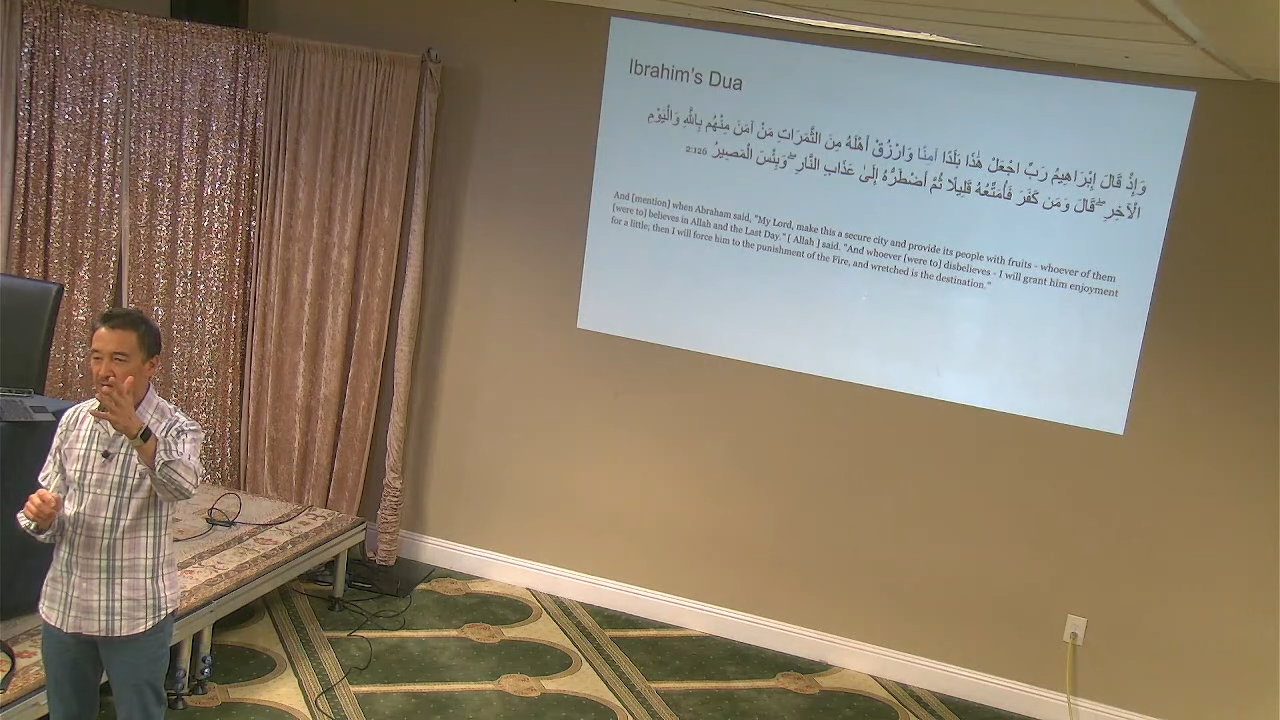 Ibrahim's Dua
وَإِذْ قَالَ إِبْرَاهِيمُ رَبِّ اجْعَلْ هَٰذَا بَلَدًا آمِنًا وَارْزُقْ أَهْلَهُ مِنَ الثَّمَرَاتِ مَنْ آمَنَ مِنْهُم بِاللَّهِ وَالْيَوْمِ
الْآخِرِ ۖ قَالَ وَمَن كَفَرَ فَأُمَتِّعُهُ قَلِيلًا ثُمَّ أَضْطَرُّهُ إِلَىٰ عَذَابِ النَّارِ ۖ وَبِئْسَ الْمَصِيرُ 2:126
And [mention] when Abraham said, "My Lord, make this a secure city and provide its people with fruits - whoever of them
[were to] believes in Allah and the Last Day." [ Allah ] said. "And whoever [were to] disbelieves - I will grant him enjoyment
for a little; then I will force him to the punishment of the Fire, and wretched is the destination."